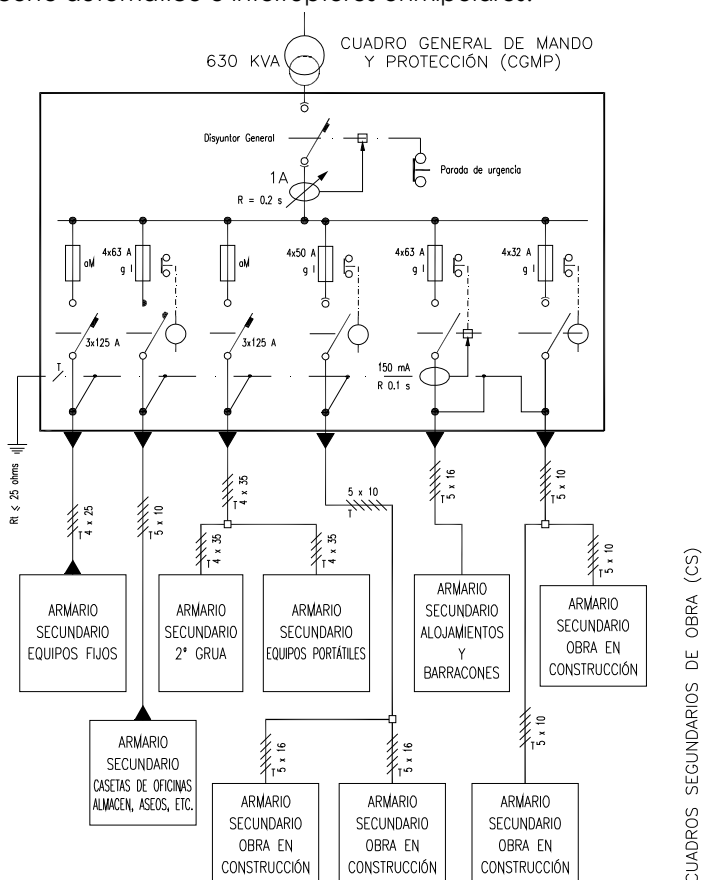 CUADRO GENERAL DE MANDO
Y PROTECCIÓN (CGMP)
630 KVA
Disyuntor General
Parada de urgencia
1A
R = 0.2 s
aM
4x63 A
g I
aM
4x50 A
g I
4x63 A
g I
4x32 A
g I
3x125 A
3x125 A
T
150 mA
R 0.1 s
Rt ≤ 25 ohms
T 4 x 25
T 5 x 10
T 4 x 35
5 x 10
T
T 5 x 16
T 5 x 10
T 4 x 35
T 4 x 35
T 5 x 10
ARMARIO
SECUNDARIO
EQUIPOS FIJOS
ARMARIO
SECUNDARIO
2ª GRUA
ARMARIO
SECUNDARIO
EQUIPOS PORTÁTILES
ARMARIO
SECUNDARIO
ALOJAMIENTOS
Y
BARRACONES
ARMARIO
SECUNDARIO
OBRA EN
CONSTRUCCIÓN
ARMARIO
SECUNDARIO
CASETAS DE OFICINAS
ALMACEN, ASEOS, ETC.
T 5 x 16
T 5 x 16
T 5 x 10
ARMARIO
SECUNDARIO
OBRA EN
CONSTRUCCIÓN
ARMARIO
SECUNDARIO
OBRA EN
CONSTRUCCIÓN
ARMARIO
SECUNDARIO
OBRA EN
CONSTRUCCIÓN
CUADROS SEGUNDARIOS DE OBRA (CS)